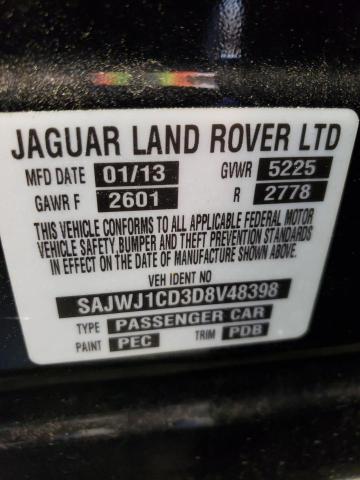 JAGUAR LAND ROVER LTD
MFD DATE 01/13 GVWR 5225
GAWR F 2601 R 2778
THIS VEHICLE CONFORMS TO ALL APPLICABLE FEDERAL MOTOR
VEHICLE SAFETY, BUMPER AND THEFT PREVENTION STANDARDS
IN EFFECT ON THE DATE OF MANUFACTURE SHOWN ABOVE.
VEH IDENT NO
SAJWJ1CD3D8V48398
TYPE PASSENGER CAR
PAINT PEC TRIM PDB